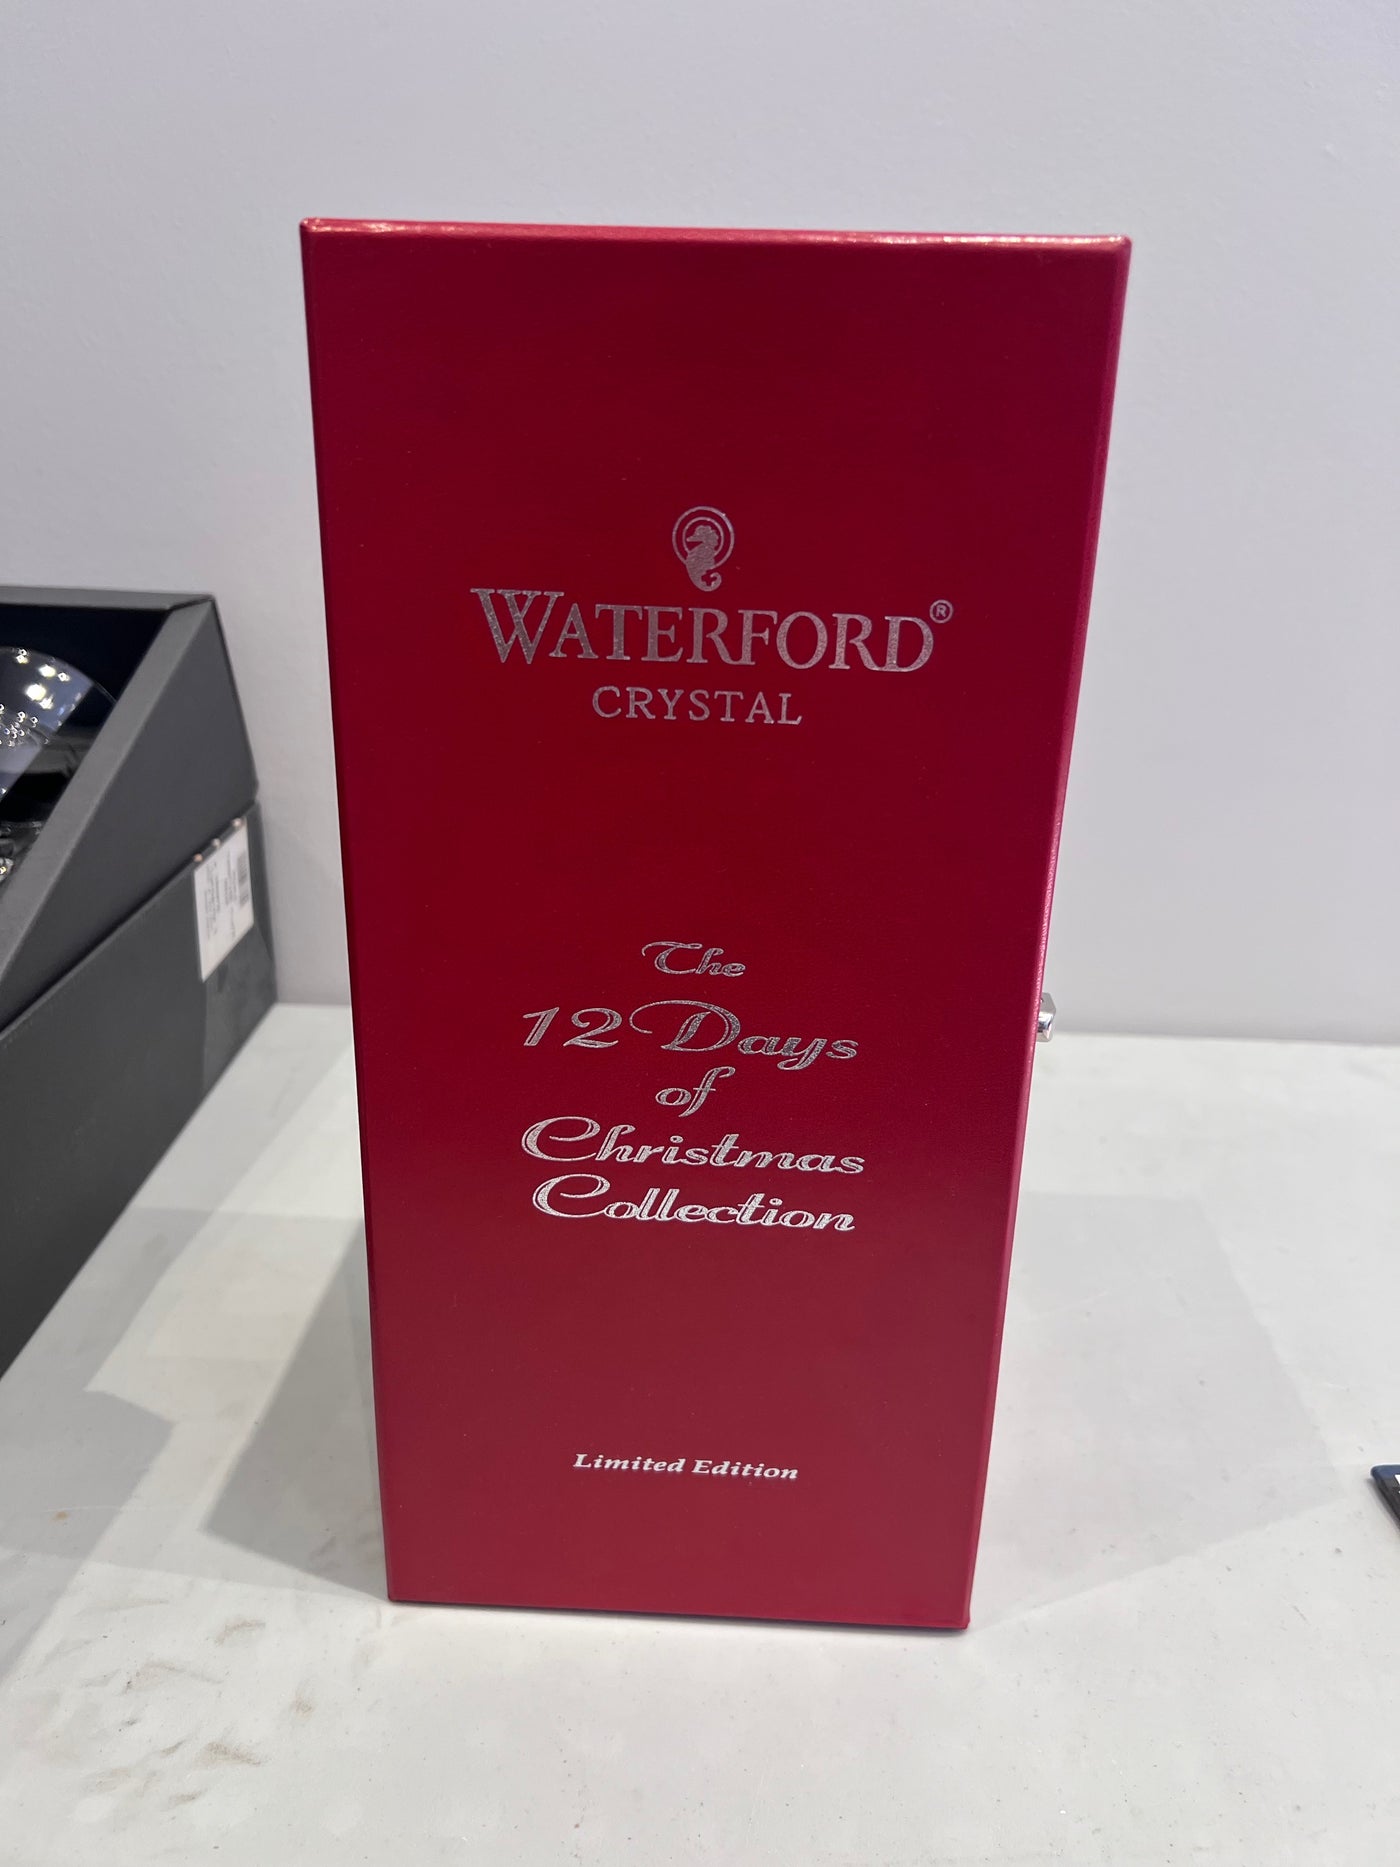 WATERFORD®
CRYSTAL
The
12 Days
of
Christmas
Collection
Limited Edition